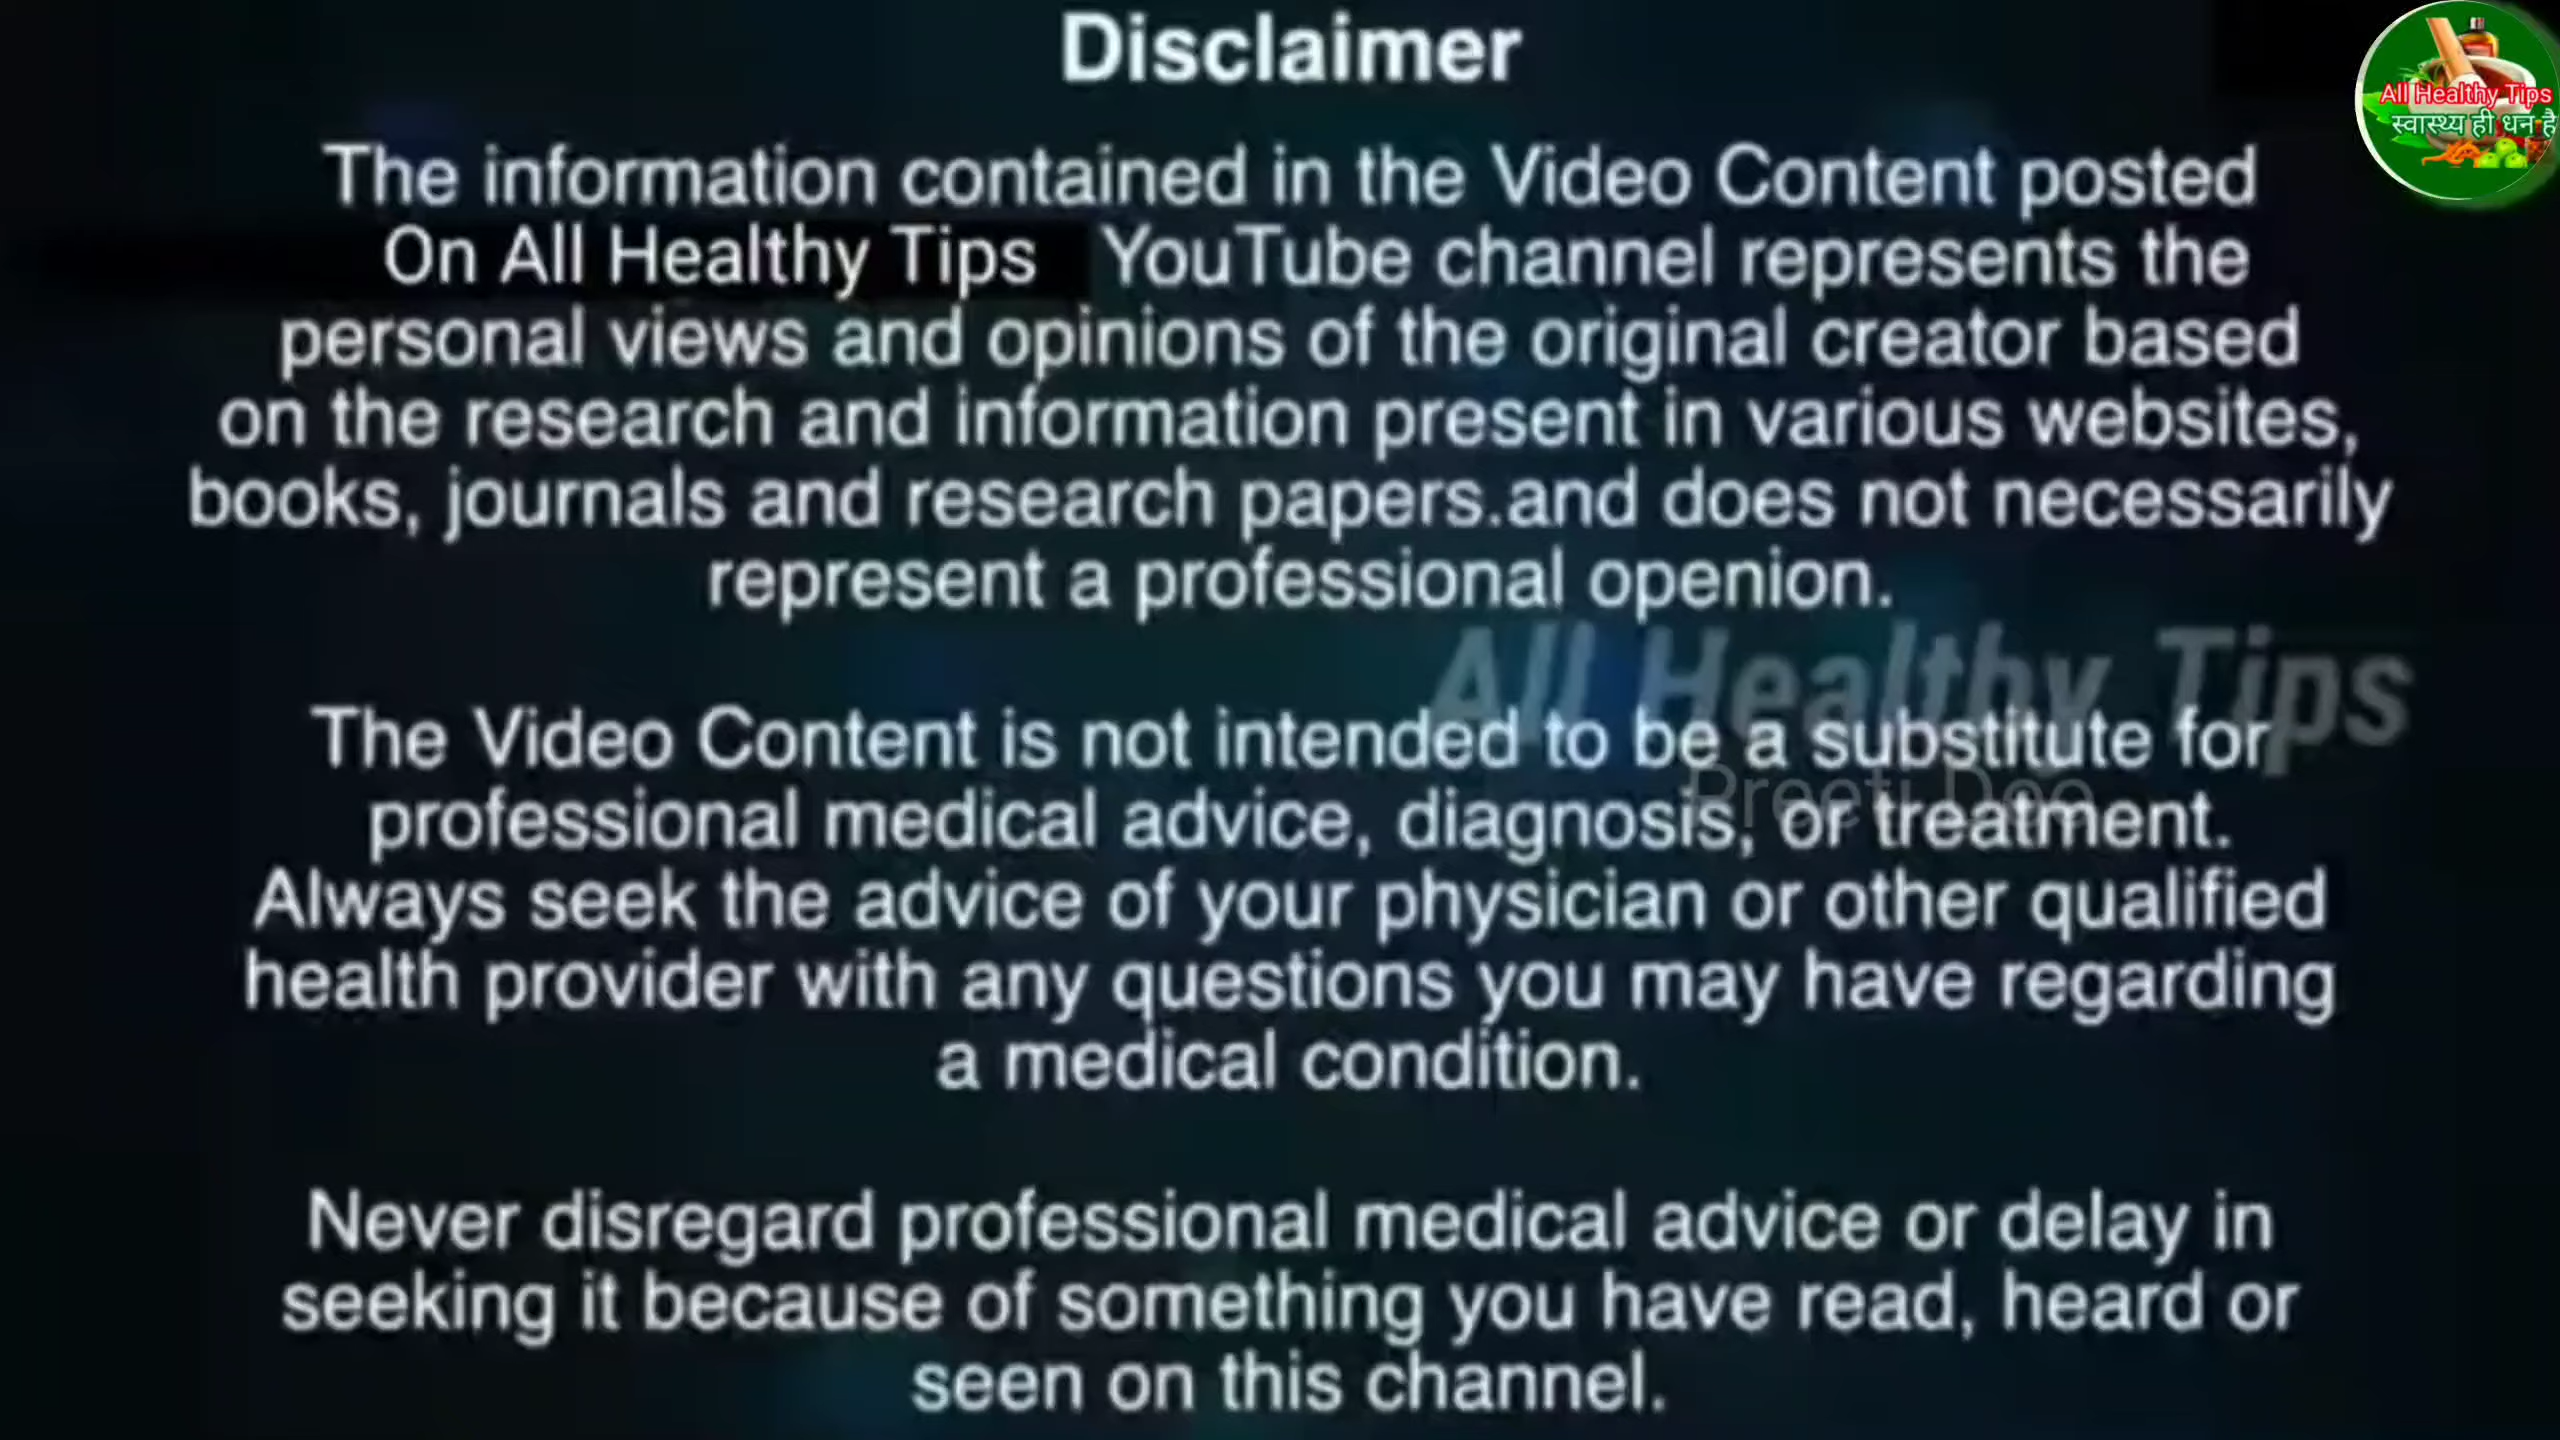 Disclaimer
All Healthy Tips
स्वास्थ्य ही धन है
The information contained in the Video Content posted
On All Healthy Tips YouTube channel represents the
personal views and opinions of the original creator based
on the research and information present in various websites,
books, journals and research papers.and does not necessarily
represent a professional openion.
All Healthy Tips
The Video Content is not intended to be a substitute for
Preeti Deo
professional medical advice, diagnosis, or treatment.
Always seek the advice of your physician or other qualified
health provider with any questions you may have regarding
a medical condition.
Never disregard professional medical advice or delay in
seeking it because of something you have read, heard or
seen on this channel.